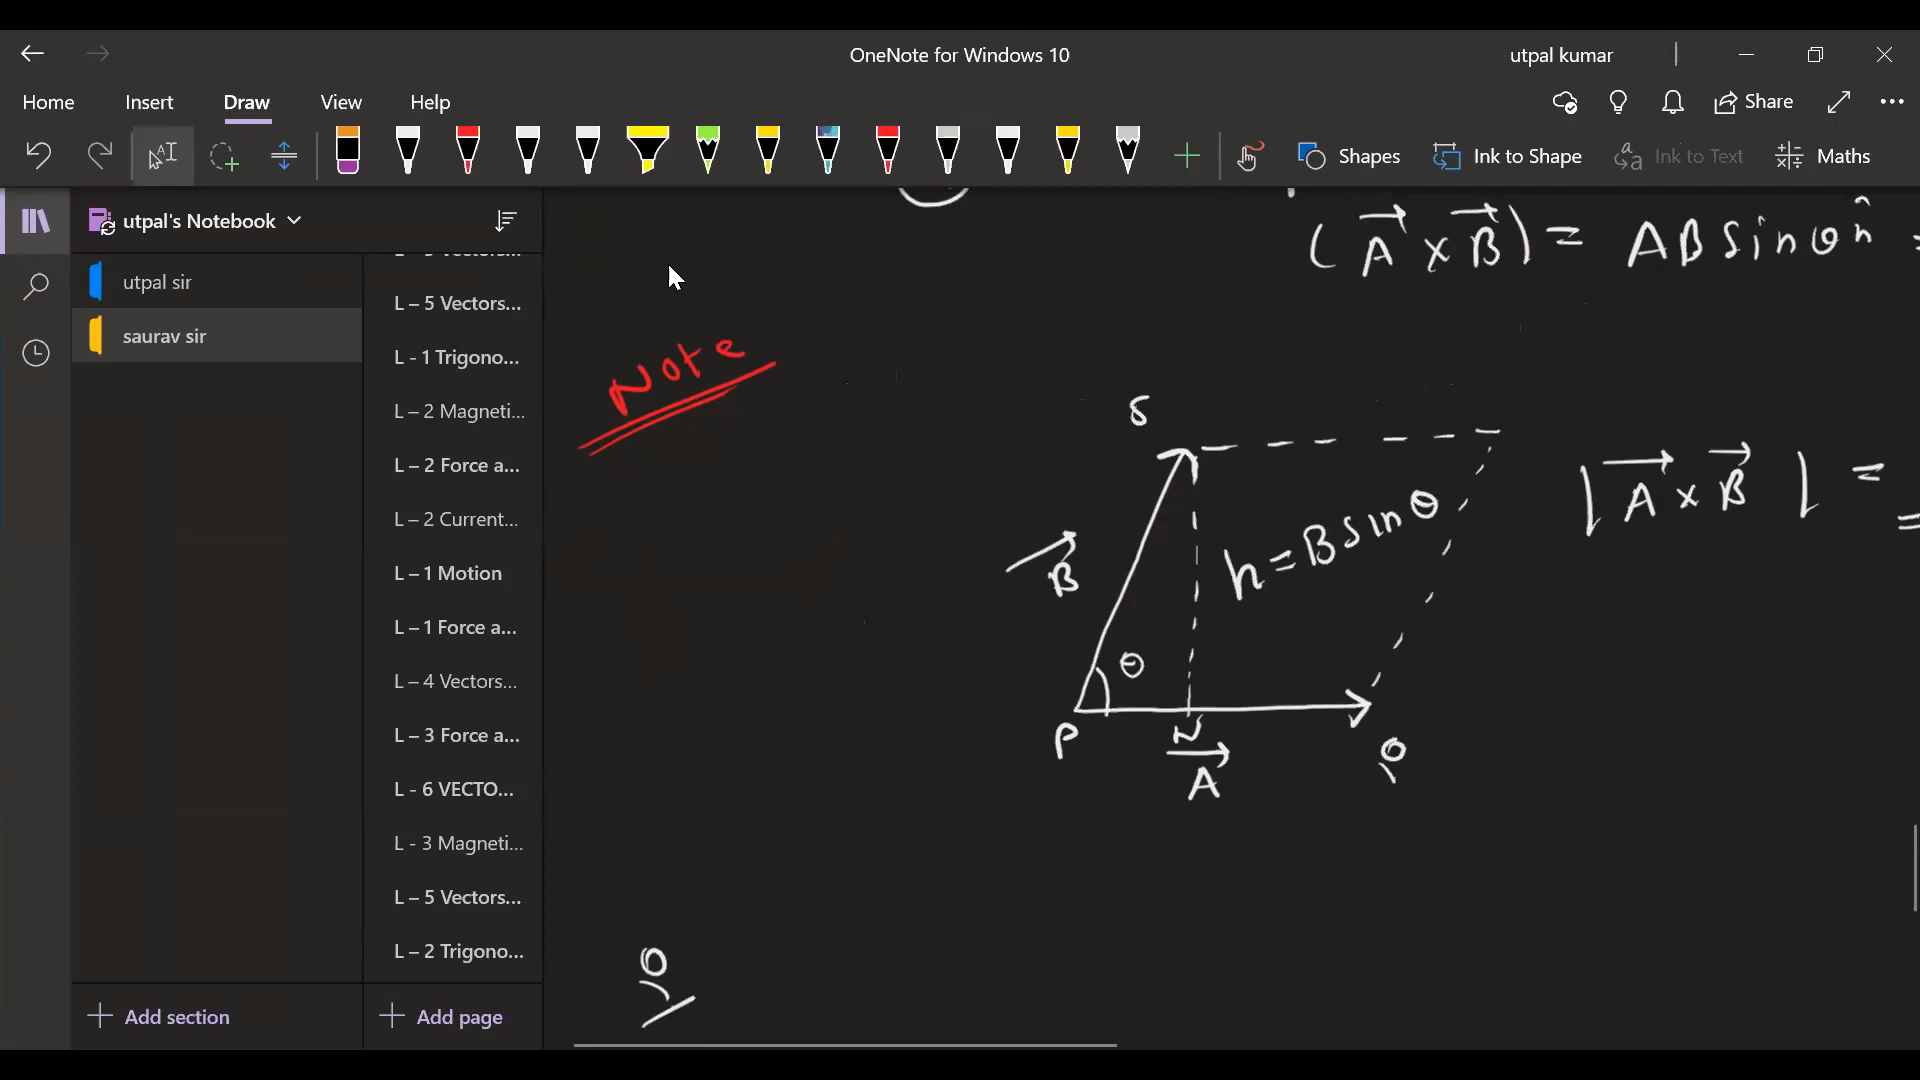 OneNote for Windows 10
utpal kumar
Home Insert Draw View Help
Share
Shapes Ink to Shape Ink to Text Maths
utpal's Notebook
utpal sir
saurav sir
L – 5 Vectors...
L - 1 Trigono...
L – 2 Magneti...
L – 2 Force a...
L – 2 Current...
L – 1 Motion
L – 1 Force a...
L – 4 Vectors...
L – 3 Force a...
L - 6 VECTO...
L - 3 Magneti...
L – 5 Vectors...
L – 2 Trigono...
Add section
Add page
(A⃗ × B⃗) = AB Sin θ n̂ =
Note
S
|A⃗ × B⃗| =
=
h = B sin θ
B⃗
θ
P N Q
A⃗
Q